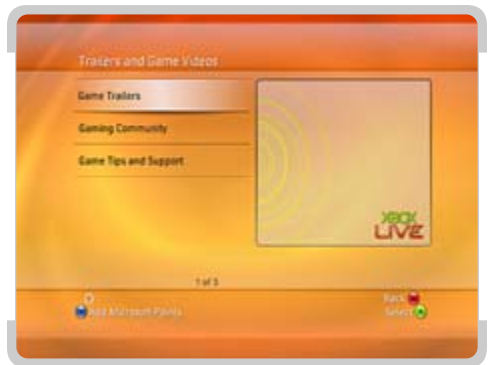 Trailers and Game Videos
Game Trailers
Gaming Community
Game Tips and Support
XBOX
LIVE
1 of 3
0
Back
Add Microsoft Points
Select